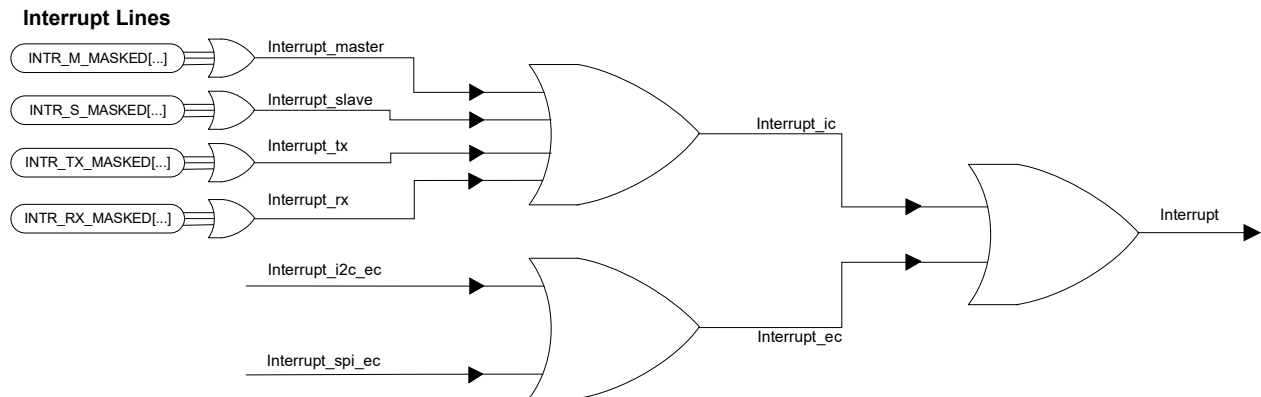 Interrupt Lines
INTR_M_MASKED[...]
Interrupt_master
INTR_S_MASKED[...]
Interrupt_slave
Interrupt_ic
INTR_TX_MASKED[...]
Interrupt_tx
INTR_RX_MASKED[...]
Interrupt_rx
Interrupt
Interrupt_i2c_ec
Interrupt_ec
Interrupt_spi_ec